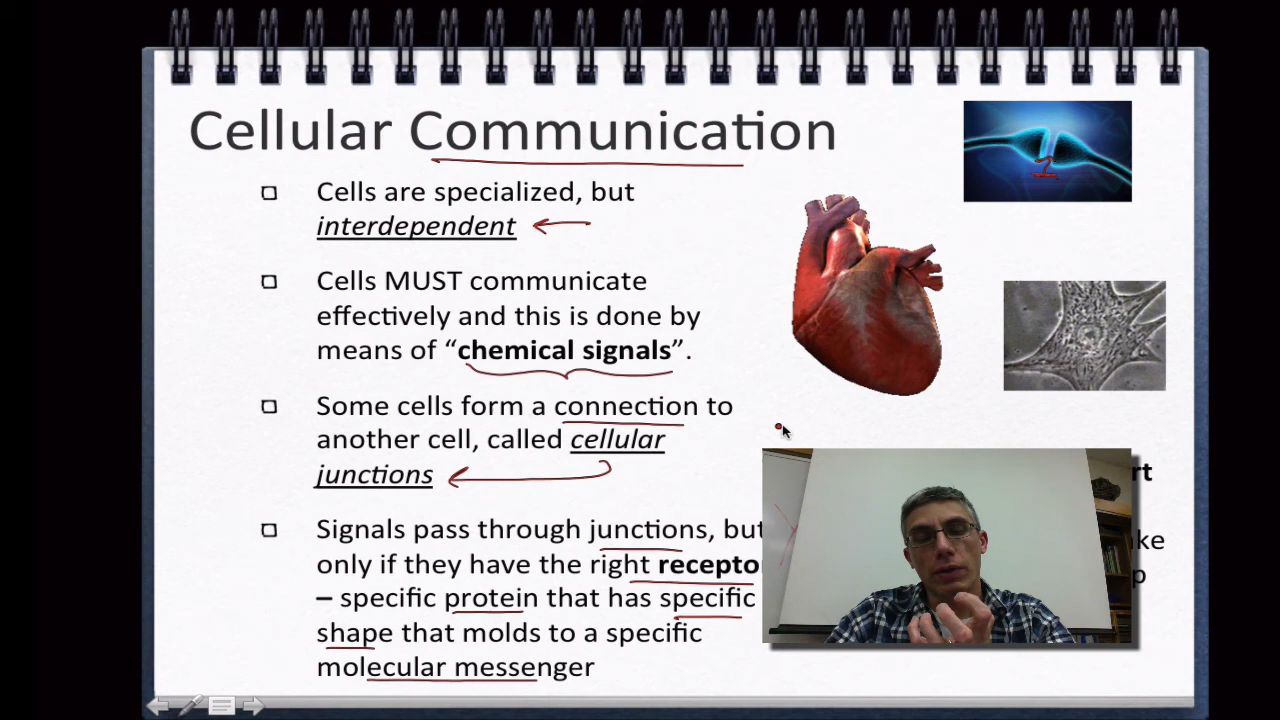 Cellular Communication
Cells are specialized, but
interdependent
Cells MUST communicate
effectively and this is done by
means of “chemical signals”.
Some cells form a connection to
another cell, called cellular
junctions
Signals pass through junctions, but
only if they have the right
– specific protein that has specific
shape that molds to a specific
molecular messenger